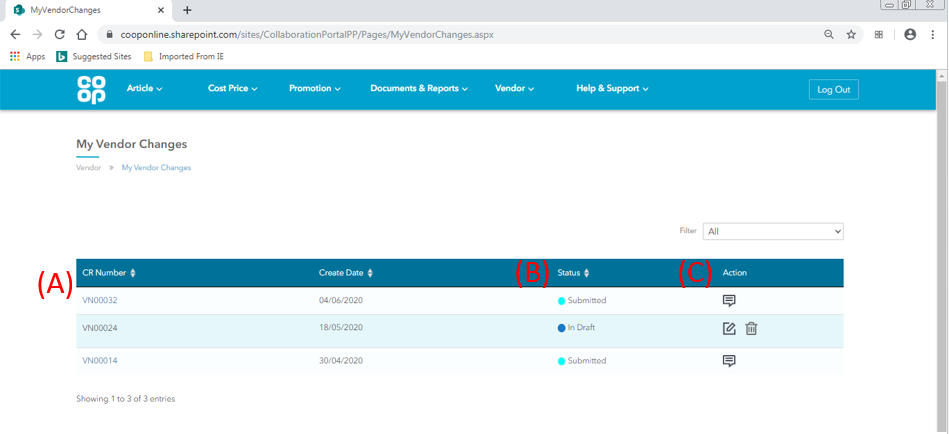 MyVendorChanges
cooponline.sharepoint.com/sites/CollaborationPortalPP/Pages/MyVendorChanges.aspx
Apps Suggested Sites Imported From IE
CO OP Article Cost Price Promotion Documents & Reports Vendor Help & Support Log Out
My Vendor Changes
Vendor » My Vendor Changes
Filter All
(A) CR Number Create Date (B) Status (C) Action
VN00032 04/06/2020 Submitted
VN00024 18/05/2020 In Draft
VN00014 30/04/2020 Submitted
Showing 1 to 3 of 3 entries